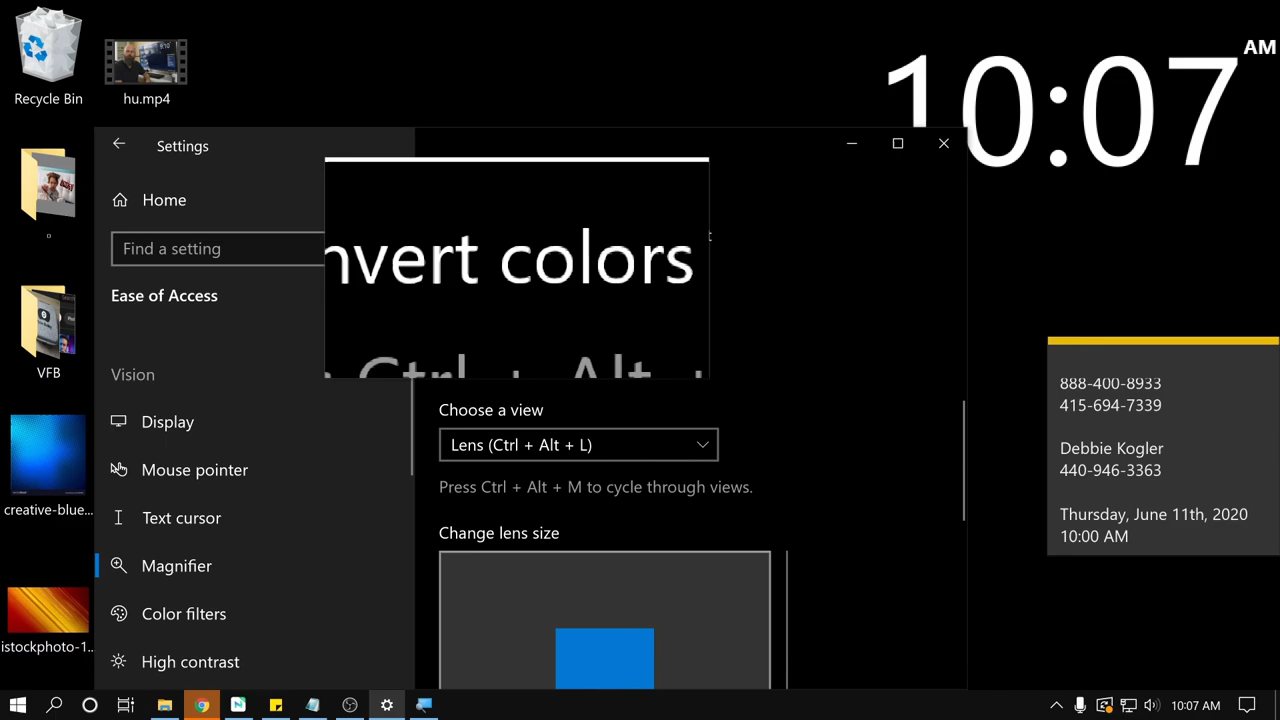 AM
10:07
Recycle Bin
hu.mp4
VFB
creative-blue...
istockphoto-1...
Settings
Home
Find a setting
Ease of Access
Vision
Display
Mouse pointer
Text cursor
Magnifier
Color filters
High contrast
nvert colors
Ctrl + Alt +
t
Choose a view
Lens (Ctrl + Alt + L)
Press Ctrl + Alt + M to cycle through views.
Change lens size
888-400-8933
415-694-7339
Debbie Kogler
440-946-3363
Thursday, June 11th, 2020
10:00 AM
10:07 AM